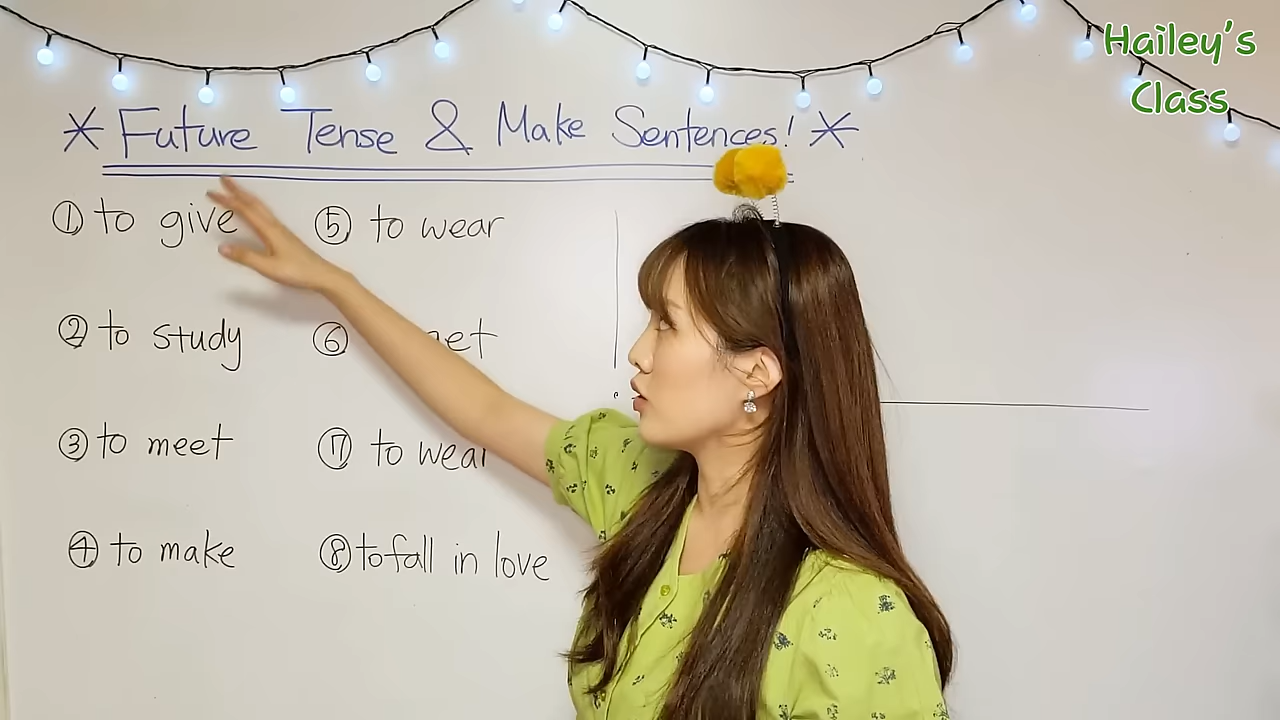 Hailey's
Class
* Future Tense & Make Sentences! *
① to give
② to study
③ to meet
④ to make
⑤ to wear
⑥
⑦ to wear
⑧ to fall in love